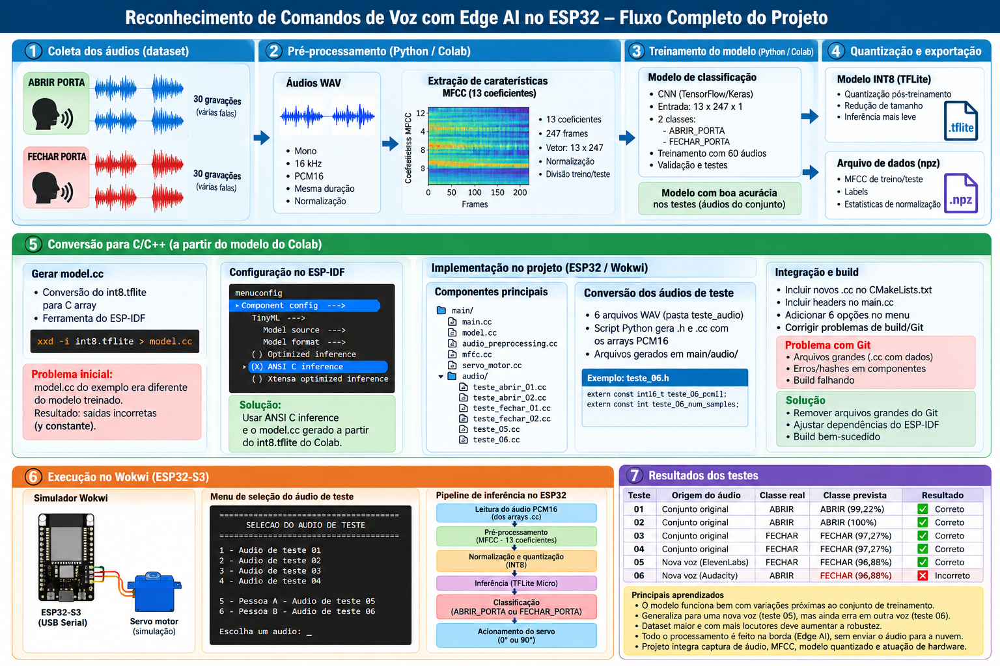 Reconhecimento de Comandos de Voz com Edge AI no ESP32 – Fluxo Completo do Projeto
1 Coleta dos áudios (dataset)
ABRIR PORTA
30 gravações
(várias falas)
FECHAR PORTA
30 gravações
(várias falas)
2 Pré-processamento (Python / Colab)
Áudios WAV
• Mono
• 16 kHz
• PCM16
• Mesma duração
• Normalização
Extração de caraterísticas
MFCC (13 coeficientes)
12
4
8
8
0 50 100 150 200
Frames
• 13 coeficientes
• 247 frames
• Vetor: 13 x 247
• Normalização
• Divisão treino/teste
3 Treinamento do modelo (Python / Colab)
Modelo de classificação
• CNN (TensorFlow/Keras)
• Entrada: 13 x 247 x 1
• 2 classes:
- ABRIR_PORTA
- FECHAR_PORTA
• Treinamento com 60 áudios
• Validação e testes
Modelo com boa acurácia
nos testes (áudios do conjunto)
4 Quantização e exportação
Modelo INT8 (TFLite)
• Quantização pós-treinamento
• Redução de tamanho
• Inferência mais leve
.tflite
Arquivo de dados (npz)
• MFCC de treino/teste
• Labels
• Estatísticas de normalização
.npz
5 Conversão para C/C++ (a partir do modelo do Colab)
Gerar model.cc
• Conversão do int8.tflite
para C array
• Ferramenta do ESP-IDF
xxd -i int8.tflite > model.cc
Problema inicial:
model.cc do exemplo era diferente
do modelo treinado.
Resultado: saídas incorretas
(y constante).
Configuração no ESP-IDF
menuconfig
▸ Component config --->
TinyML --->
Model source --->
Model format --->
( ) Optimized inference
▸ (X) ANSI C inference
( ) Xtensa optimized inference
Solução:
Usar ANSI C inference
e o model.cc gerado a partir
do int8.tflite do Colab.
Implementação no projeto (ESP32 / Wokwi)
Componentes principais
main/
main.cc
model.cc
audio_preprocessing.cc
mfcc.cc
servo_motor.cc
audio/
teste_abrir_01.cc
teste_abrir_02.cc
teste_fechar_01.cc
teste_fechar_02.cc
teste_05.cc
teste_06.cc
Conversão dos áudios de teste
• 6 arquivos WAV (pasta teste_audio)
• Script Python gera .h e .cc com
os arrays PCM16
• Arquivos gerados em main/audio/
Exemplo: teste_06.h
extern const int16_t teste_06_pcm[];
extern const int teste_06_num_samples;
Integração e build
• Incluir novos .cc no CMakeLists.txt
• Incluir headers no main.cc
• Adicionar 6 opções no menu
• Corrigir problemas de build/Git
Problema com Git
• Arquivos grandes (.cc com dados)
• Erros/hashes em componentes
• Build falhando
Solução
• Remover arquivos grandes do Git
• Ajustar dependências do ESP-IDF
• Build bem-sucedido
6 Execução no Wokwi (ESP32-S3)
Simulador Wokwi
ESP32-S3
(USB Serial)
Servo motor
(simulação)
Menu de seleção do áudio de teste
====================================
SELECAO DO AUDIO DE TESTE
====================================
1 - Audio de teste 01
2 - Audio de teste 02
3 - Audio de teste 03
4 - Audio de teste 04
5 - Pessoa A - Audio de teste 05
6 - Pessoa B - Audio de teste 06
Escolha um audio: _
Pipeline de inferência no ESP32
Leitura do áudio PCM16
(dos arrays .cc)
Pré-processamento
(MFCC - 13 coeficientes)
Normalização e quantização
(INT8)
Inferência (TFLite Micro)
Classificação
(ABRIR_PORTA ou FECHAR_PORTA)
Acionamento do servo
(0° ou 90°)
7 Resultados dos testes
Teste Origem do áudio Classe real Classe prevista Resultado
01 Conjunto original ABRIR ABRIR (99,22%) Correto
02 Conjunto original ABRIR ABRIR (100%) Correto
03 Conjunto original FECHAR FECHAR (97,27%) Correto
04 Conjunto original FECHAR FECHAR (97,27%) Correto
05 Nova voz (ElevenLabs) FECHAR FECHAR (96,88%) Correto
06 Nova voz (Audacity) ABRIR FECHAR (96,88%) Incorreto
Principais aprendizados
• O modelo funciona bem com variações próximas ao conjunto de treinamento.
• Generaliza para uma nova voz (teste 05), mas ainda erra em outra voz (teste 06).
• Dataset maior e com mais locutores deve aumentar a robustez.
• Todo o processamento é feito na borda (Edge AI), sem enviar o áudio para a nuvem.
• Projeto integra captura de áudio, MFCC, modelo quantizado e atuação de hardware.